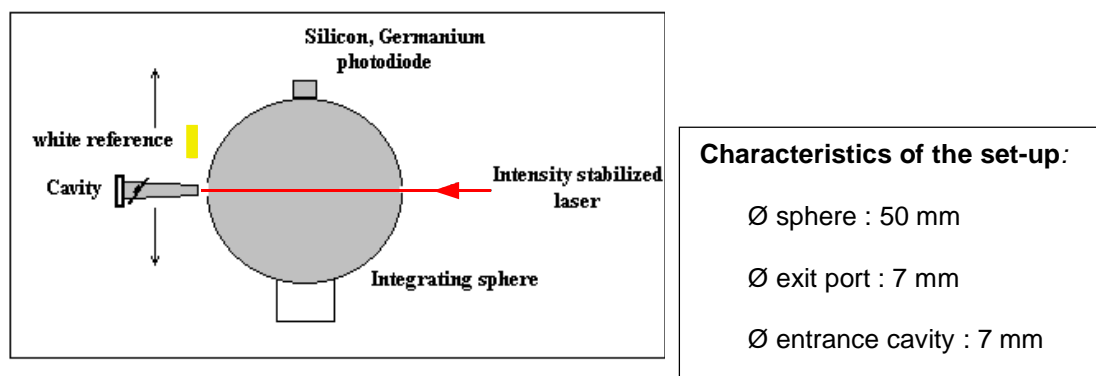 Silicon, Germanium
photodiode
white reference
Cavity
Intensity stabilized
laser
Integrating sphere
Characteristics of the set-up:
Ø sphere : 50 mm
Ø exit port : 7 mm
Ø entrance cavity : 7 mm